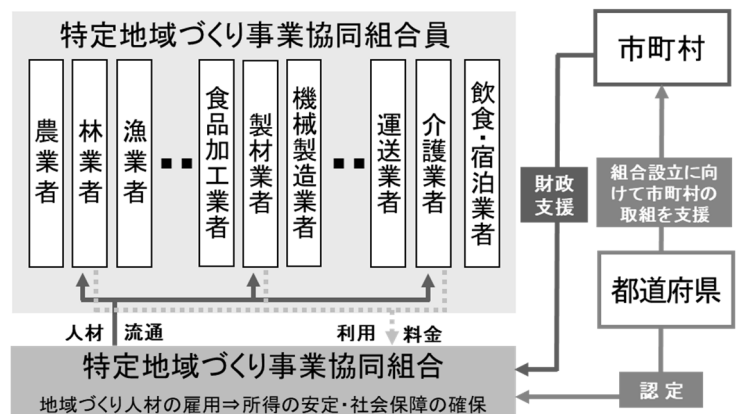 特定地域づくり事業協同組合員
農業者
林業者
漁業者
食品加工業者
製材業者
機械製造業者
運送業者
介護業者
飲食・宿泊業者
市町村
財政
支援
組合設立に向
けて市町村の
取組を支援
都道府県
人材 流通
利用 料金
特定地域づくり事業協同組合
認定
地域づくり人材の雇用⇒所得の安定・社会保障の確保